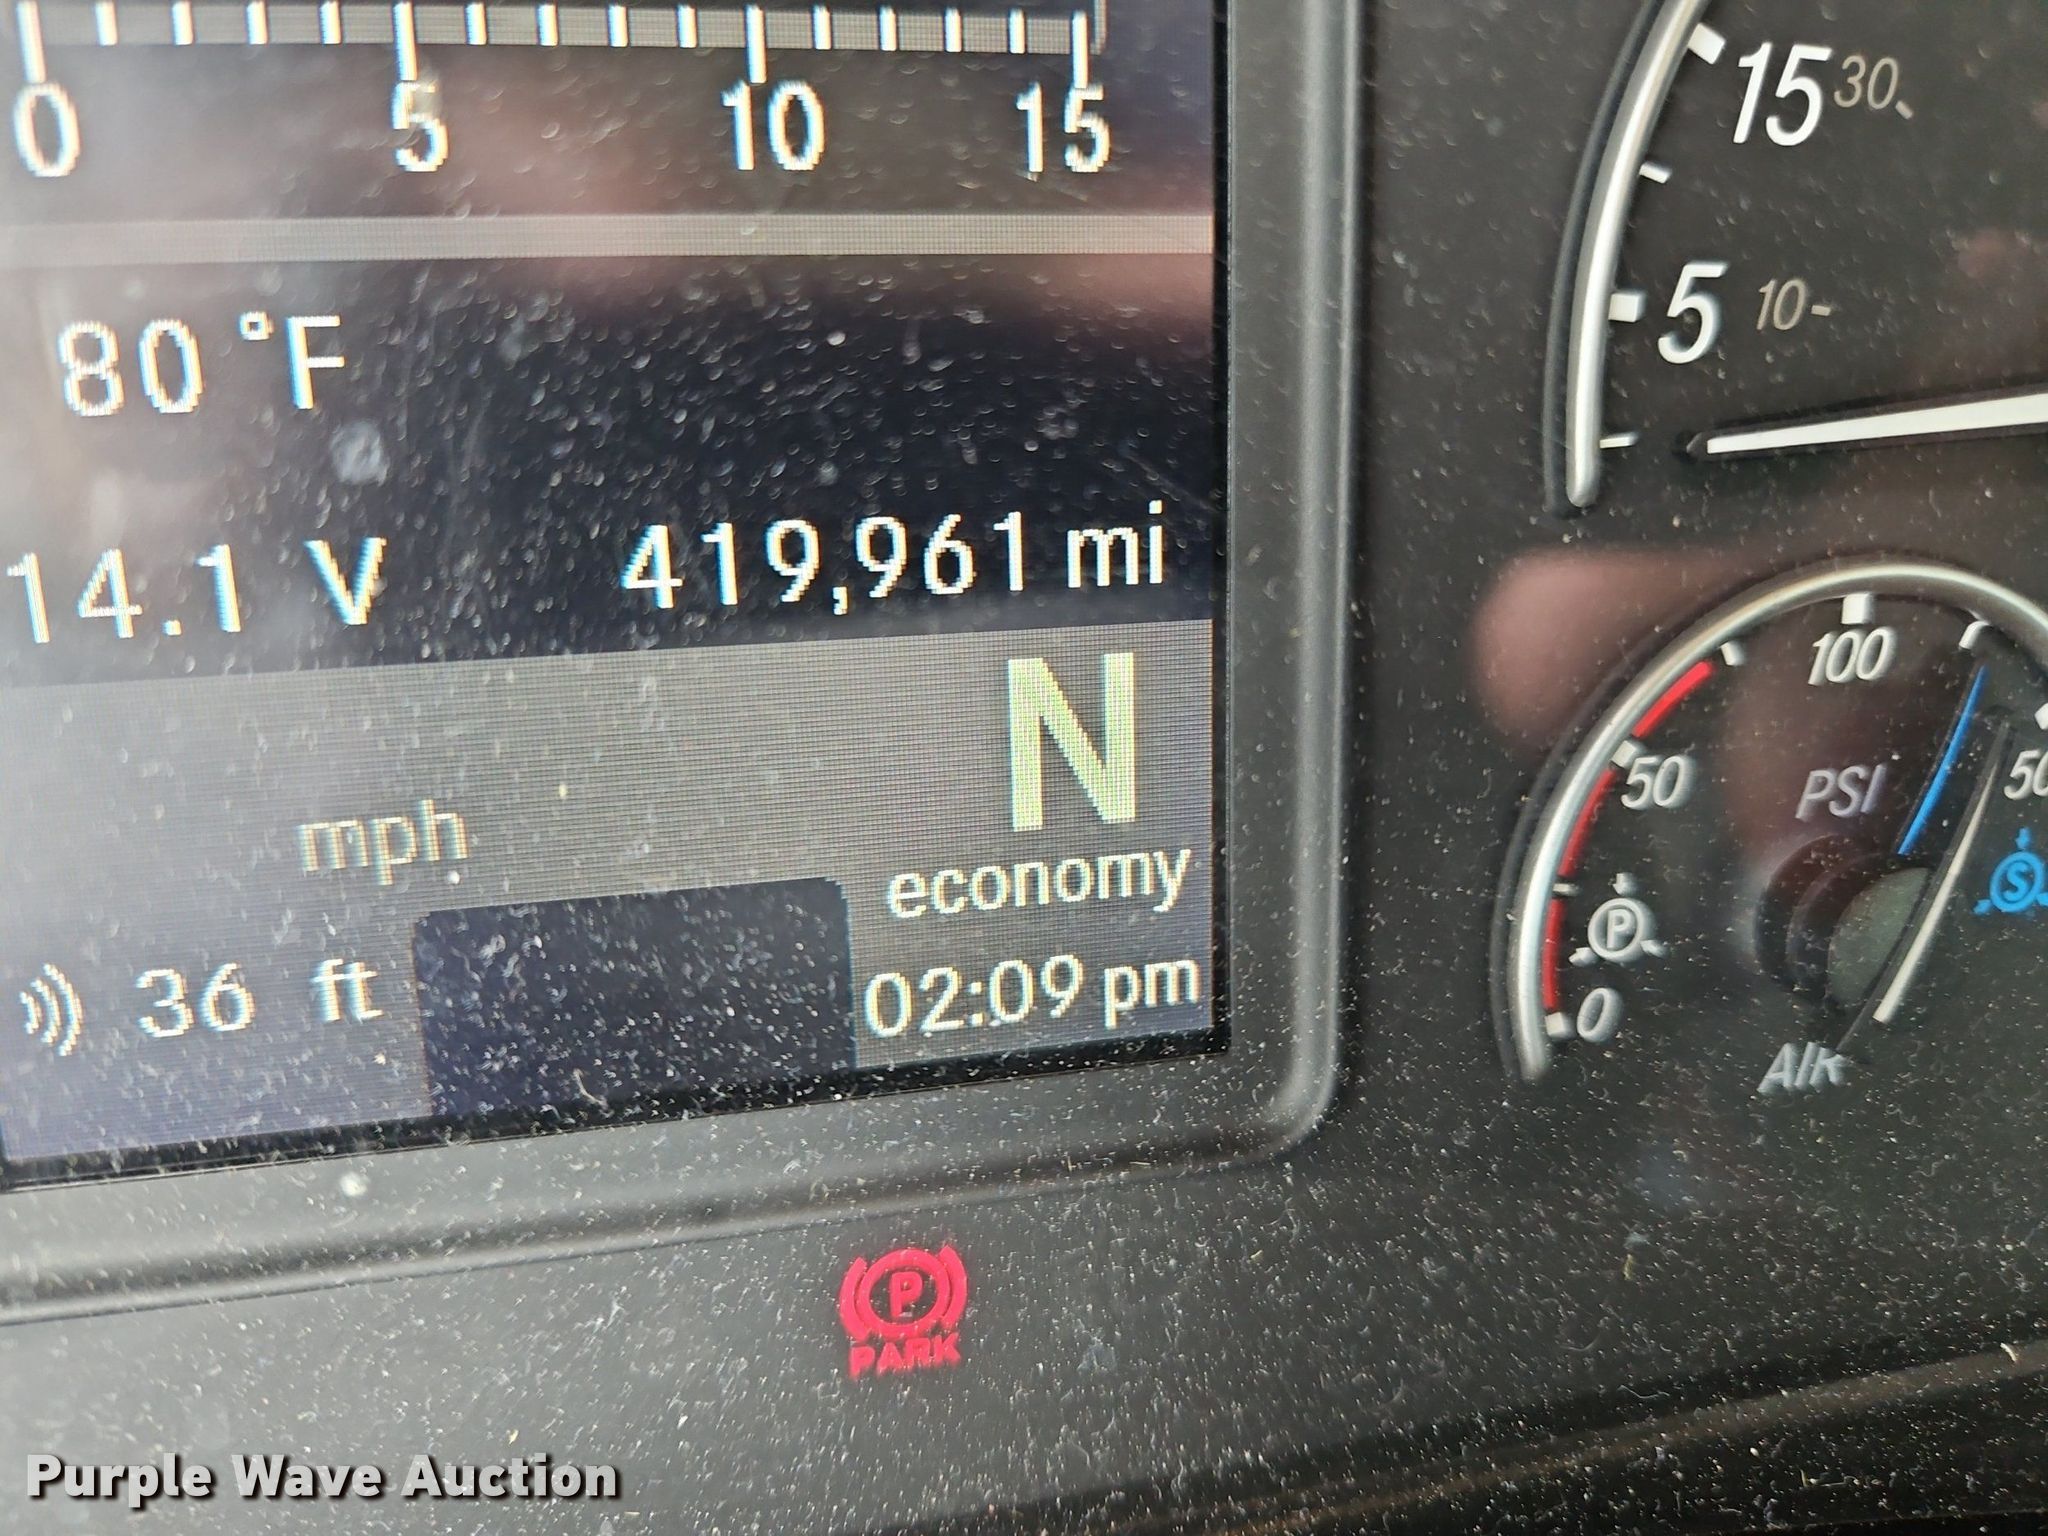 0 5 10 15
80 °F
14.1 V 419,961 mi
mph
N
economy
36 ft
02:09 pm
15 30
5 10
100
50
PSI
P
0
AIR
S
P
PARK
Purple Wave Auction